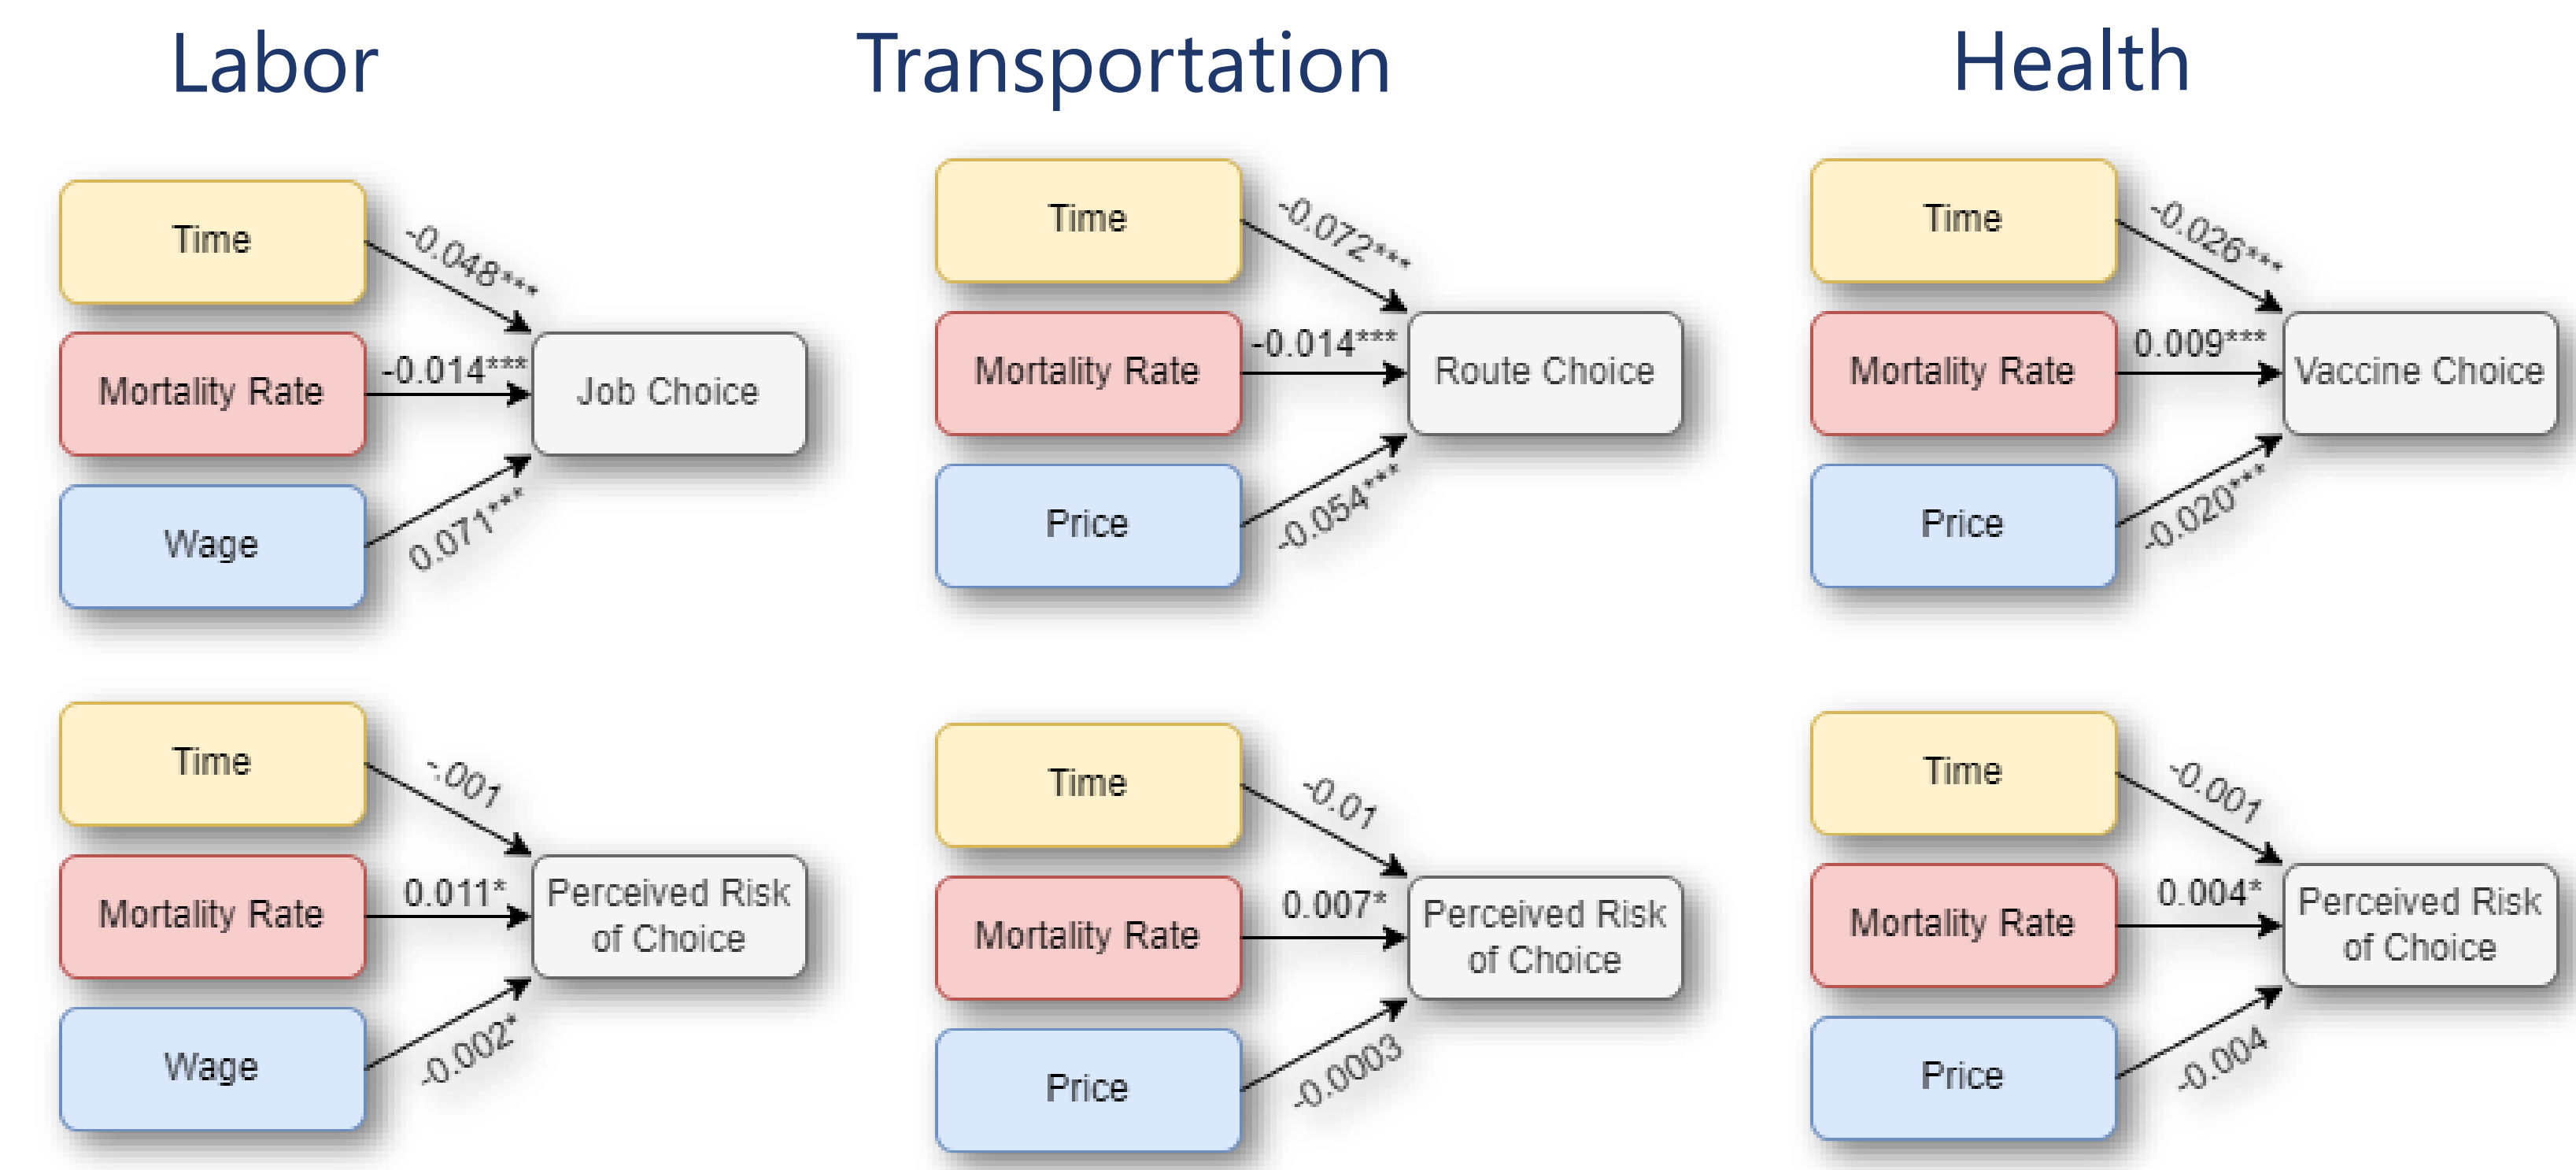 Labor
Transportation
Health
Time
-0.048***
Mortality Rate
-0.014***
Job Choice
Wage
0.071***
Time
-0.072***
Mortality Rate
-0.014***
Route Choice
Price
-0.054***
Time
-0.026***
Mortality Rate
0.009***
Vaccine Choice
Price
-0.020***
Time
-.001
Mortality Rate
0.011*
Perceived Risk
of Choice
Wage
-0.002*
Time
-0.01
Mortality Rate
0.007*
Perceived Risk
of Choice
Price
-0.0003
Time
-0.001
Mortality Rate
0.004*
Perceived Risk
of Choice
Price
-0.004